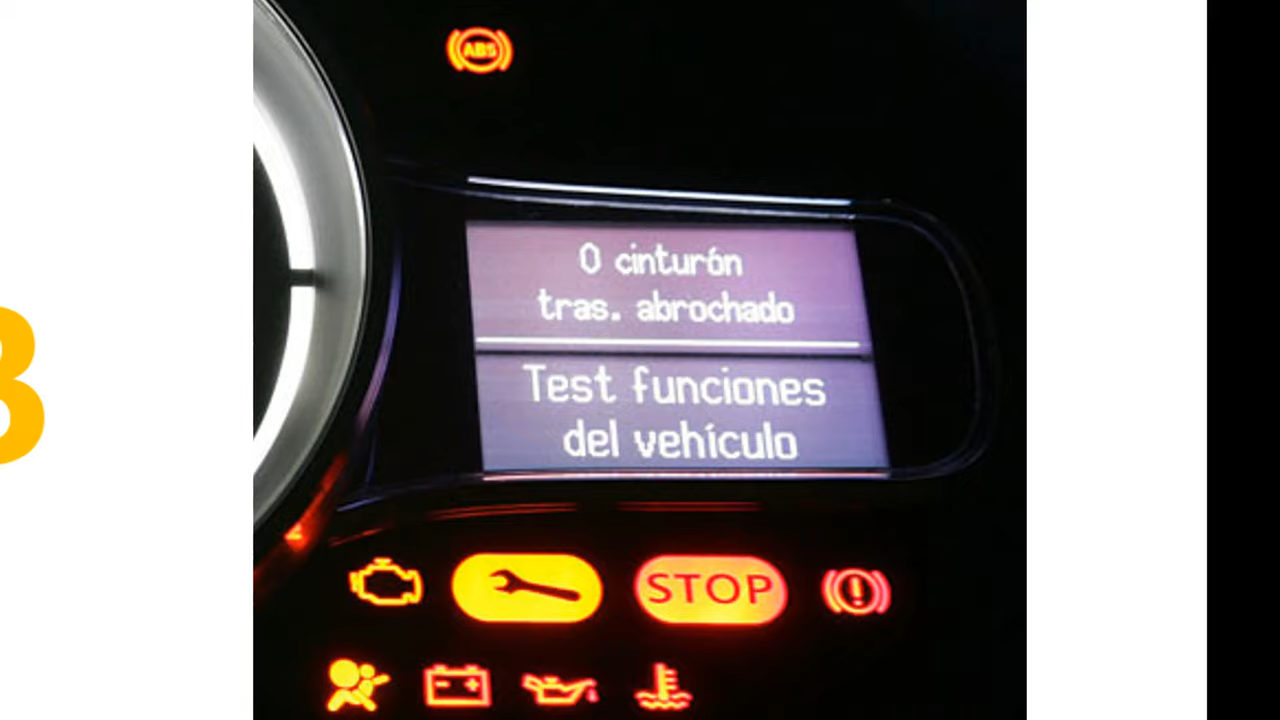 ABS
0 cinturón
tras. abrochado
Test funciones
del vehículo
STOP